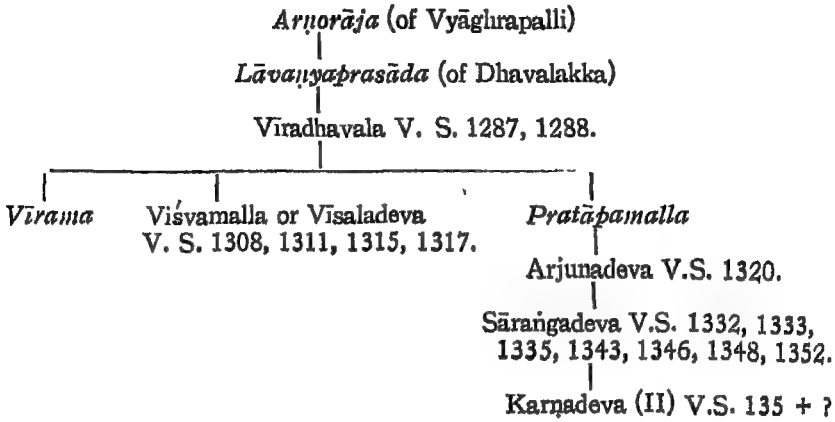 Arṇorāja (of Vyāghrapalli)
Lāvaṇyaprasāda (of Dhavalakka)
Vīradhavala V. S. 1287, 1288.
Vīrama
Viśvamalla or Vīsaladeva
V. S. 1308, 1311, 1315, 1317.
Pratāpamalla
Arjunadeva V.S. 1320.
Sāraṅgadeva V.S. 1332, 1333,
1335, 1343, 1346, 1348, 1352.
Karṇadeva (II) V.S. 135 + ?